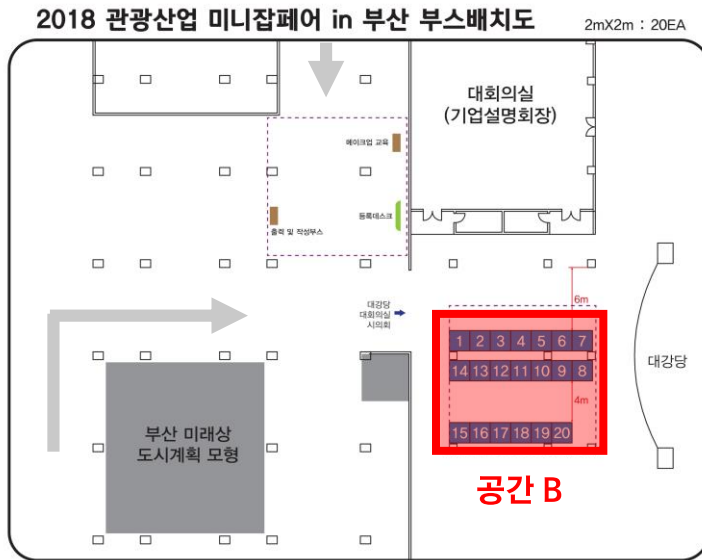 2018 관광산업 미니잡페어 in 부산 부스배치도
2mX2m : 20EA
대회의실
(기업설명회장)
메이크업 교육
등록데스크
출력 및 작성부스
대강당
대회의실
시의회
6m
1 2 3 4 5 6 7
14 13 12 11 10 9 8
4m
15 16 17 18 19 20
대강당
부산 미래상
도시계획 모형
공간 B